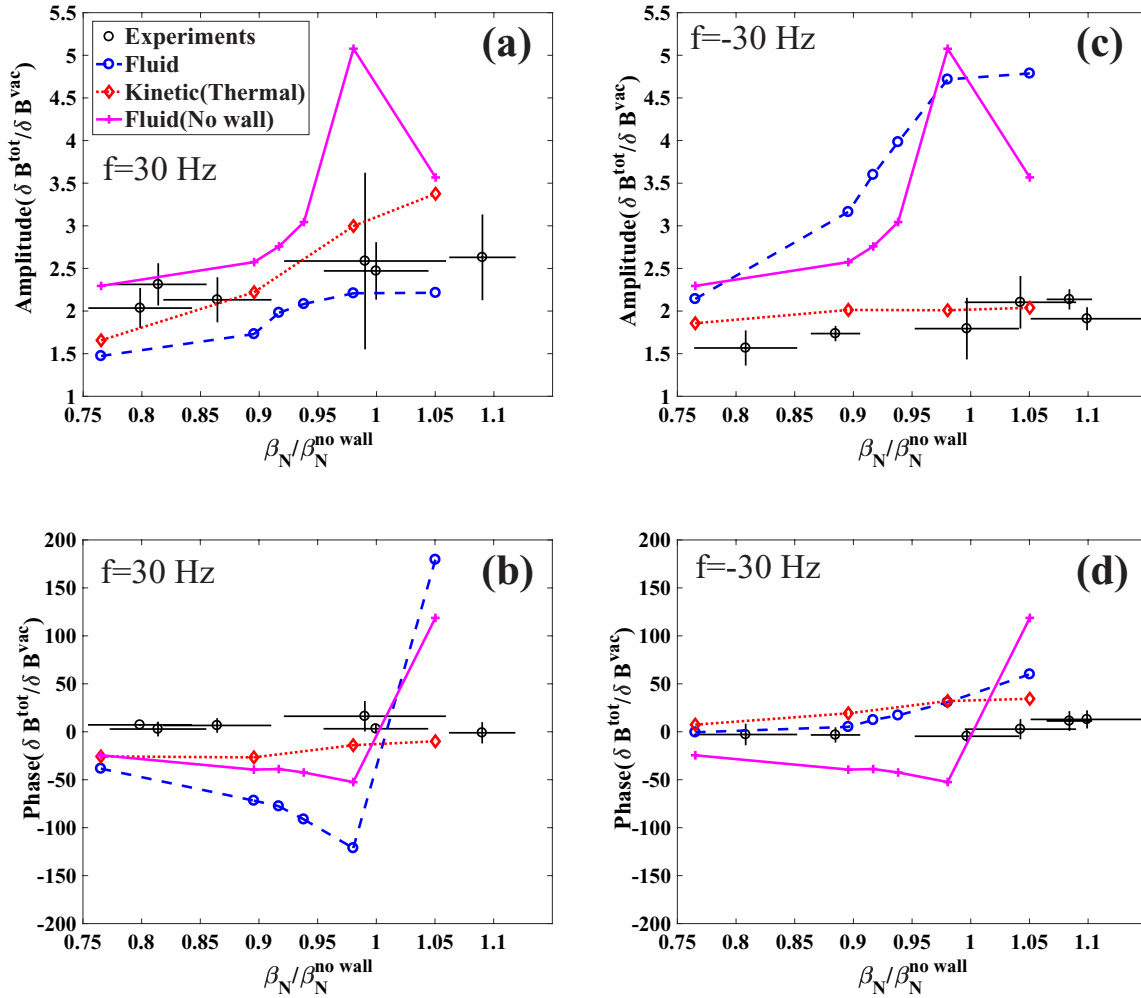 (a)
Experiments
Fluid
Kinetic(Thermal)
Fluid(No wall)
f=30 Hz
Amplitude(δ B^tot/δ B^vac)
5.5
5
4.5
4
3.5
3
2.5
2
1.5
1
0.75 0.8 0.85 0.9 0.95 1 1.05 1.1
β_N/β_N^no wall
(c)
f=-30 Hz
Amplitude(δ B^tot/δ B^vac)
5.5
5
4.5
4
3.5
3
2.5
2
1.5
1
0.75 0.8 0.85 0.9 0.95 1 1.05 1.1
β_N/β_N^no wall
(b)
f=30 Hz
Phase(δ B^tot/δ B^vac)
200
150
100
50
0
-50
-100
-150
-200
0.75 0.8 0.85 0.9 0.95 1 1.05 1.1
β_N/β_N^no wall
(d)
f=-30 Hz
Phase(δ B^tot/δ B^vac)
200
150
100
50
0
-50
-100
-150
-200
0.75 0.8 0.85 0.9 0.95 1 1.05 1.1
β_N/β_N^no wall